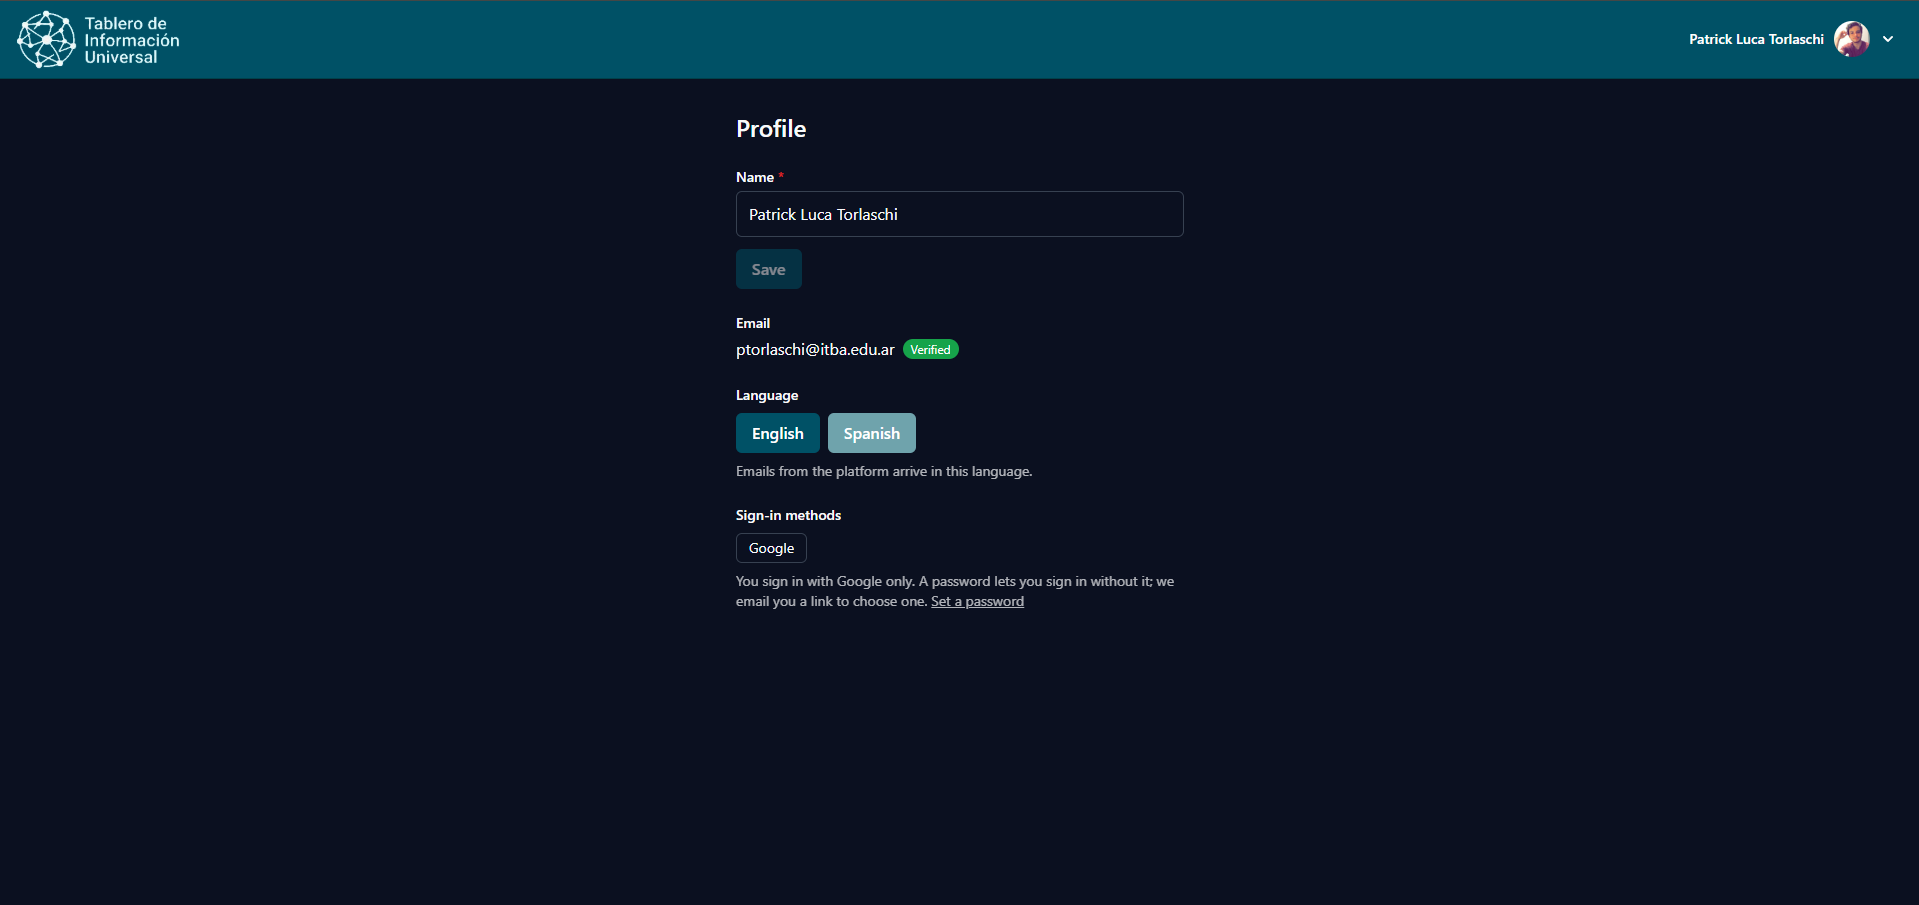 Tablero de
Información
Universal
Patrick Luca Torlaschi
Profile
Name *
Patrick Luca Torlaschi
Save
Email
ptorlaschi@itba.edu.ar Verified
Language
English Spanish
Emails from the platform arrive in this language.
Sign-in methods
Google
You sign in with Google only. A password lets you sign in without it; we
email you a link to choose one. Set a password